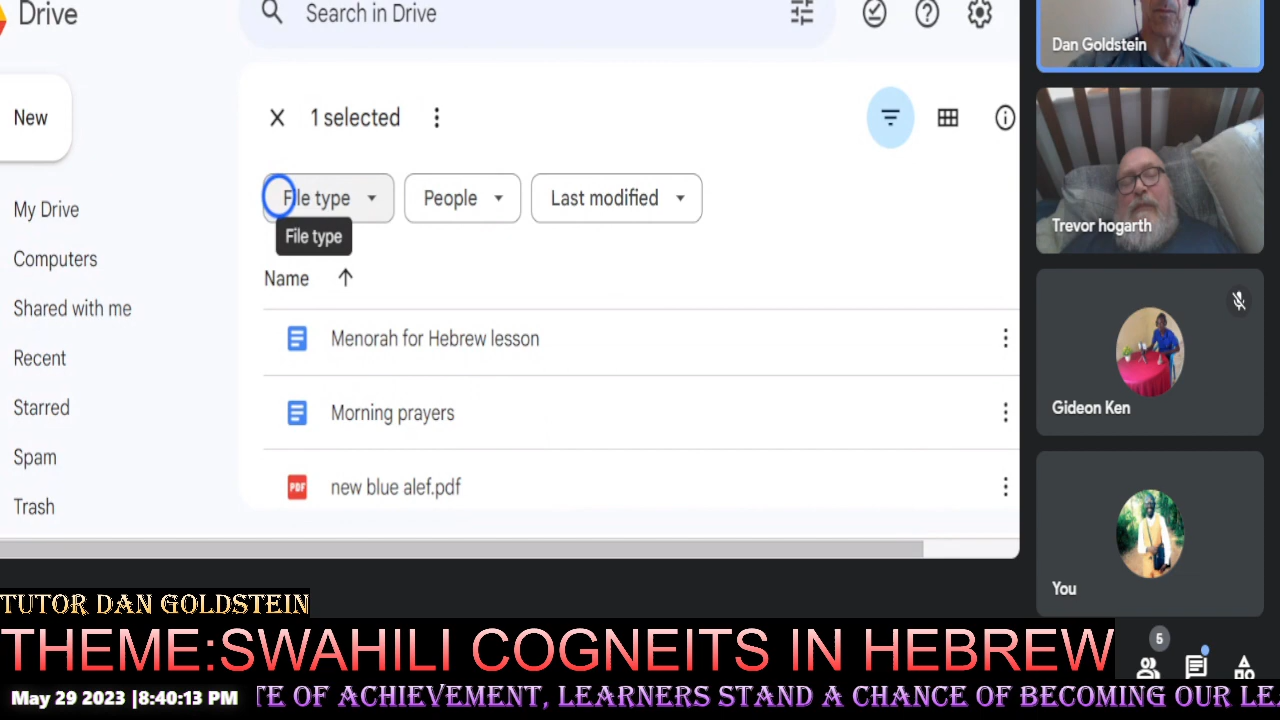 Drive
Search in Drive
Dan Goldstein
New
1 selected
File type
People
Last modified
File type
Trevor hogarth
My Drive
Computers
Shared with me
Recent
Starred
Spam
Trash
Name
Menorah for Hebrew lesson
Morning prayers
PDF
new blue alef.pdf
Gideon Ken
You
TUTOR DAN GOLDSTEIN
THEME:SWAHILI COGNEITS IN HEBREW
5
May 29 2023 |8:40:13 PM
TE OF ACHIEVEMENT, LEARNERS STAND A CHANCE OF BECOMING OUR LE